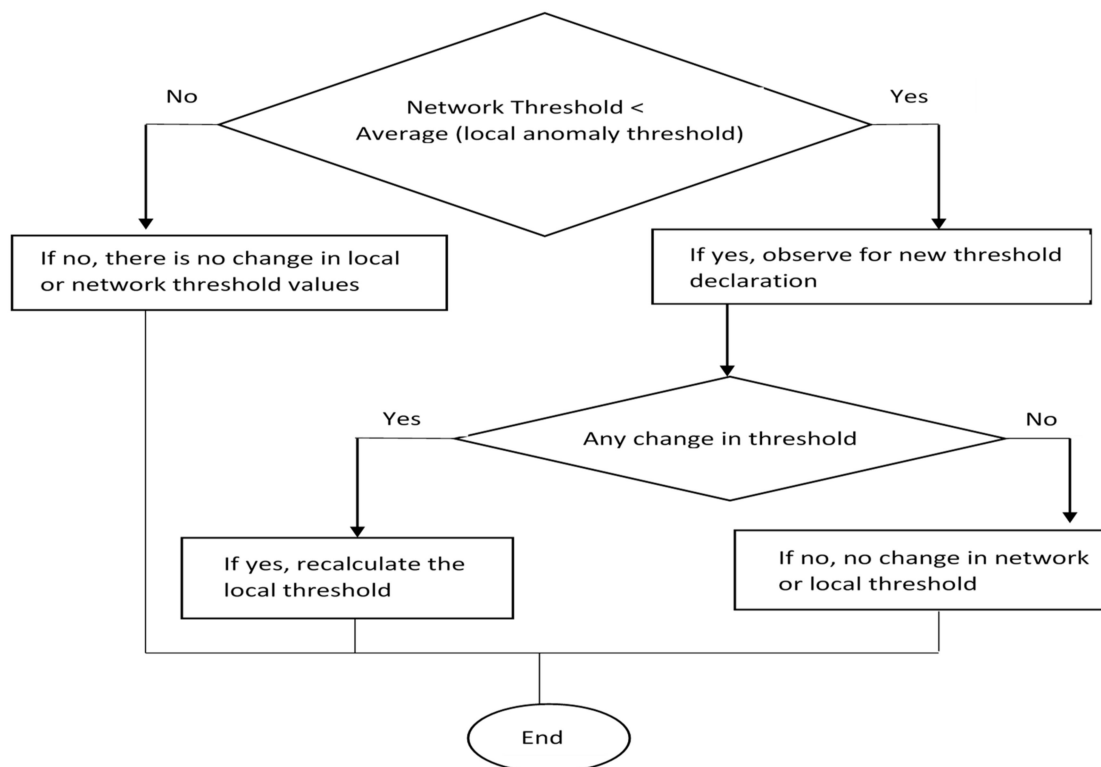 No
Network Threshold <
Average (local anomaly threshold)
Yes
If no, there is no change in local
or network threshold values
If yes, observe for new threshold
declaration
Yes
Any change in threshold
No
If yes, recalculate the
local threshold
If no, no change in network
or local threshold
End